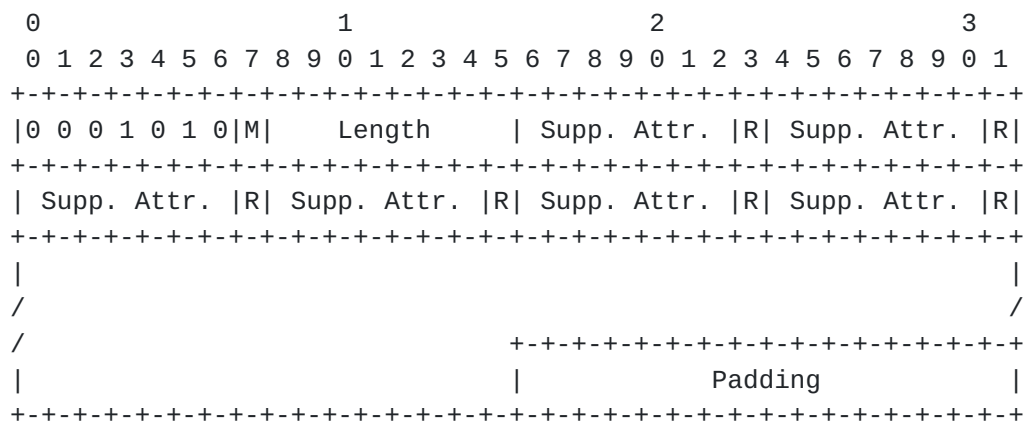 0                   1                   2                   3
 0 1 2 3 4 5 6 7 8 9 0 1 2 3 4 5 6 7 8 9 0 1 2 3 4 5 6 7 8 9 0 1
+-+-+-+-+-+-+-+-+-+-+-+-+-+-+-+-+-+-+-+-+-+-+-+-+-+-+-+-+-+-+-+-+
|0 0 0 1 0 1 0|M|    Length     | Supp. Attr. |R| Supp. Attr. |R|
+-+-+-+-+-+-+-+-+-+-+-+-+-+-+-+-+-+-+-+-+-+-+-+-+-+-+-+-+-+-+-+-+
| Supp. Attr. |R| Supp. Attr. |R| Supp. Attr. |R| Supp. Attr. |R|
+-+-+-+-+-+-+-+-+-+-+-+-+-+-+-+-+-+-+-+-+-+-+-+-+-+-+-+-+-+-+-+-+
|                                                               |
/                                                               /
/                               +-+-+-+-+-+-+-+-+-+-+-+-+-+-+-+-+
|                               |            Padding            |
+-+-+-+-+-+-+-+-+-+-+-+-+-+-+-+-+-+-+-+-+-+-+-+-+-+-+-+-+-+-+-+-+